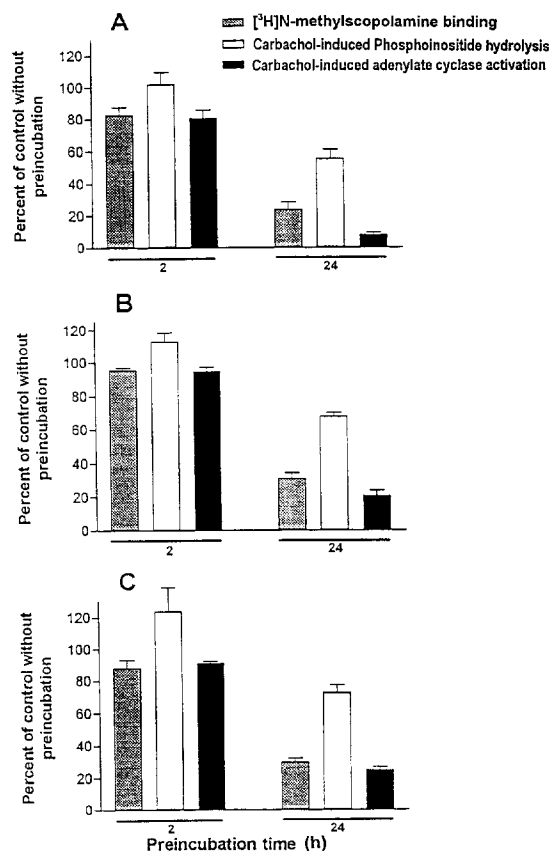 A
[³H]N-methylscopolamine binding
Carbachol-induced Phosphoinositide hydrolysis
Carbachol-induced adenylate cyclase activation
Percent of control without
preincubation
120
100
80
60
40
20
0
2
24
B
Percent of control without
preincubation
120
100
80
60
40
20
0
2
24
C
Percent of control without
preincubation
120
100
80
60
40
20
0
2
24
Preincubation time (h)